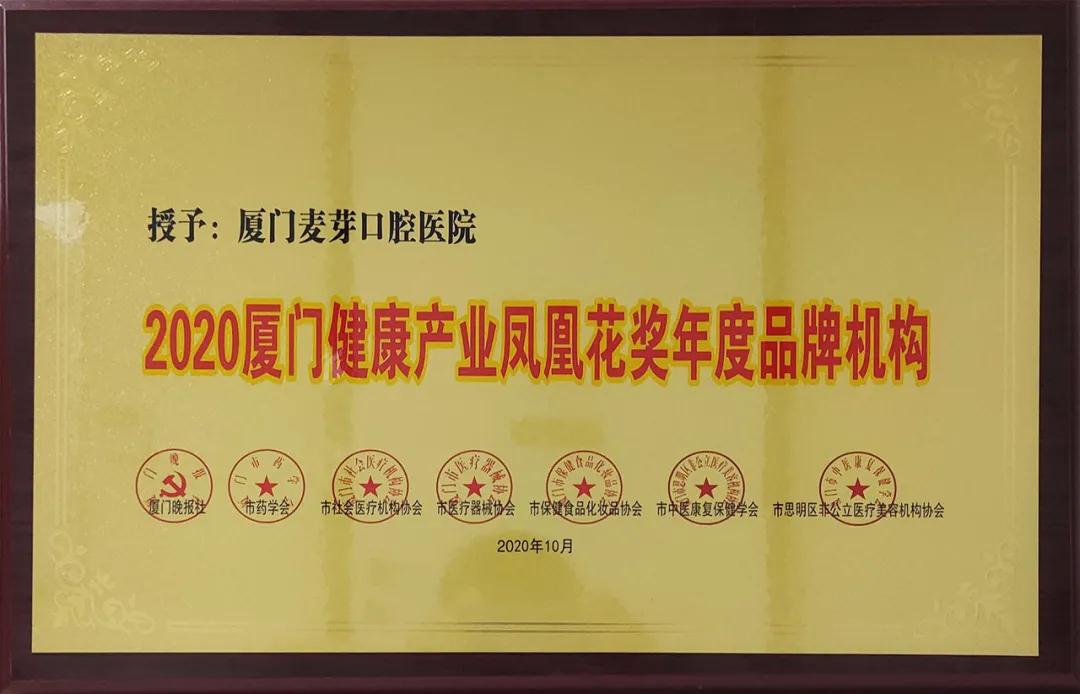 授予：厦门麦芽口腔医院
2020厦门健康产业凤凰花奖年度品牌机构
厦门晚报社 市药学会 市社会医疗机构协会 市医疗器械协会 市保健食品化妆品协会 市中医康复保健学会 市思明区非公立医疗美容机构协会
2020年10月